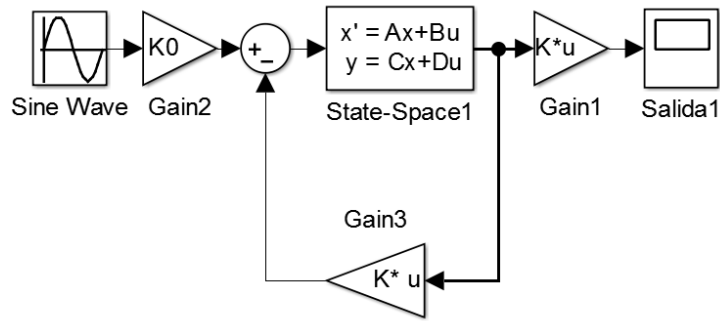 K0
+
−
x' = Ax+Bu
y = Cx+Du
K*u
Sine Wave
Gain2
State-Space1
Gain1
Salida1
Gain3
K* u